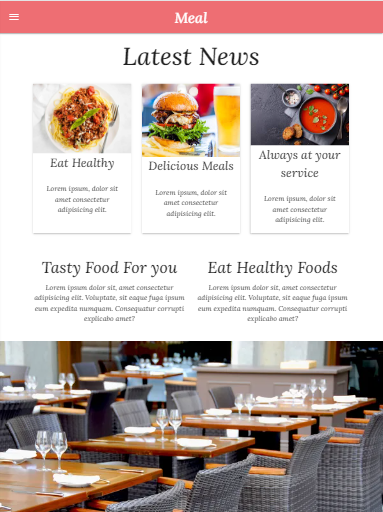 Meal
Latest News
Eat Healthy
Lorem ipsum, dolor sit
amet consectetur
adipisicing elit.
Delicious Meals
Lorem ipsum, dolor sit
amet consectetur
adipisicing elit.
Always at your
service
Lorem ipsum, dolor sit
amet consectetur
adipisicing elit.
Tasty Food For you
Lorem ipsum dolor sit, amet consectetur
adipisicing elit. Voluptate, sit eaque fuga ipsum
eum expedita numquam. Consequatur corrupti
explicabo amet?
Eat Healthy Foods
Lorem ipsum dolor sit, amet consectetur
adipisicing elit. Voluptate, sit eaque fuga ipsum
eum expedita numquam. Consequatur corrupti
explicabo amet?